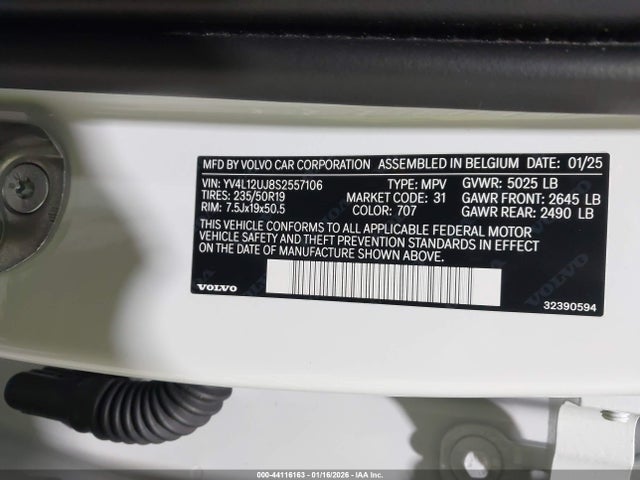 MFD BY VOLVO CAR CORPORATION ASSEMBLED IN BELGIUM DATE: 01/25
VIN: YV4L12UJ8S2557106 TYPE: MPV GVWR: 5025 LB
TIRES: 235/50R19 MARKET CODE: 31 GAWR FRONT: 2645 LB
RIM: 7.5Jx19x50.5 COLOR: 707 GAWR REAR: 2490 LB
THIS VEHICLE CONFORMS TO ALL APPLICABLE FEDERAL MOTOR
VEHICLE SAFETY AND THEFT PREVENTION STANDARDS IN EFFECT
ON THE DATE OF MANUFACTURE SHOWN ABOVE.
VOLVO
32390594
000-44116163 - 01/16/2026 - IAA Inc.